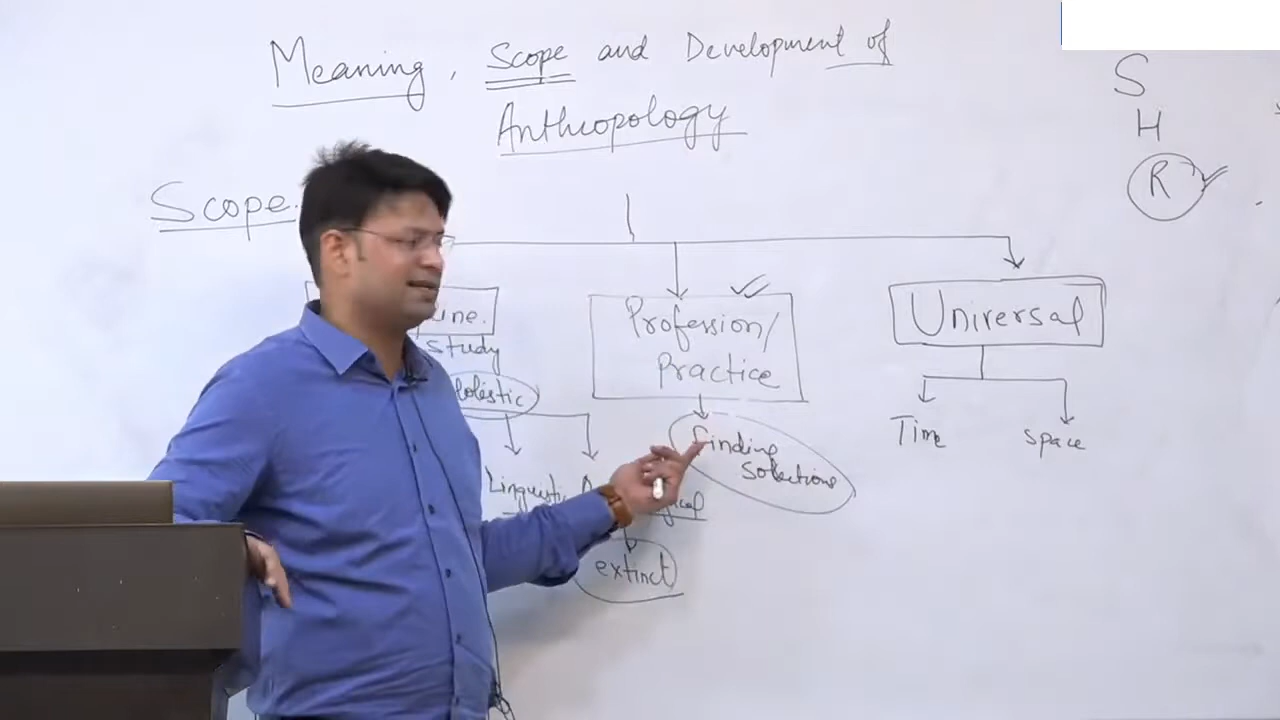 Meaning, Scope and Development of
Anthropology
S
H
R
Scope.
Profession/
Practice
Universal
study
Finding
Solutions
Time
Space
Linguistic
extinct